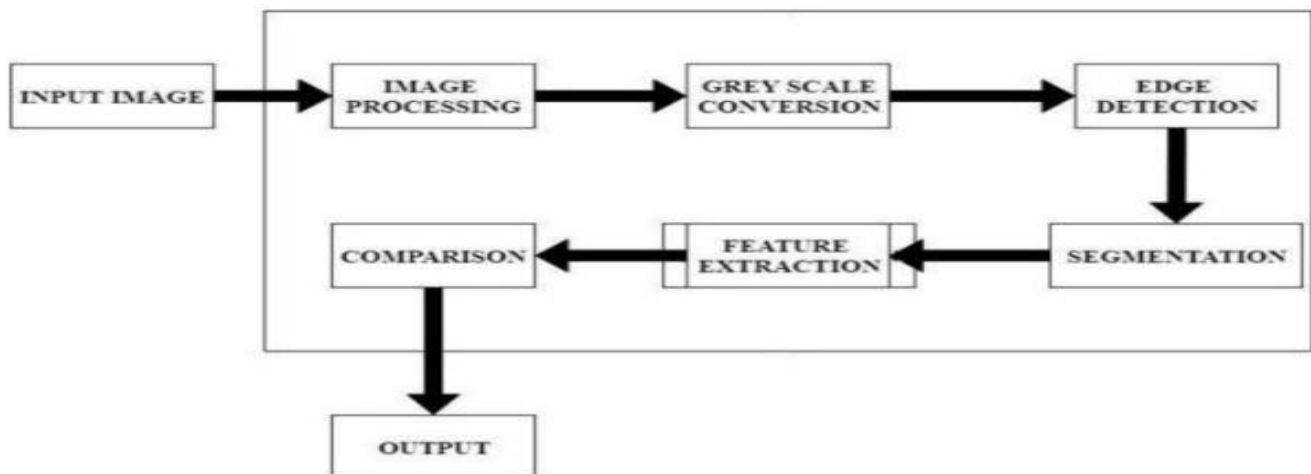 INPUT IMAGE
IMAGE
PROCESSING
GREY SCALE
CONVERSION
EDGE
DETECTION
SEGMENTATION
FEATURE
EXTRACTION
COMPARISON
OUTPUT